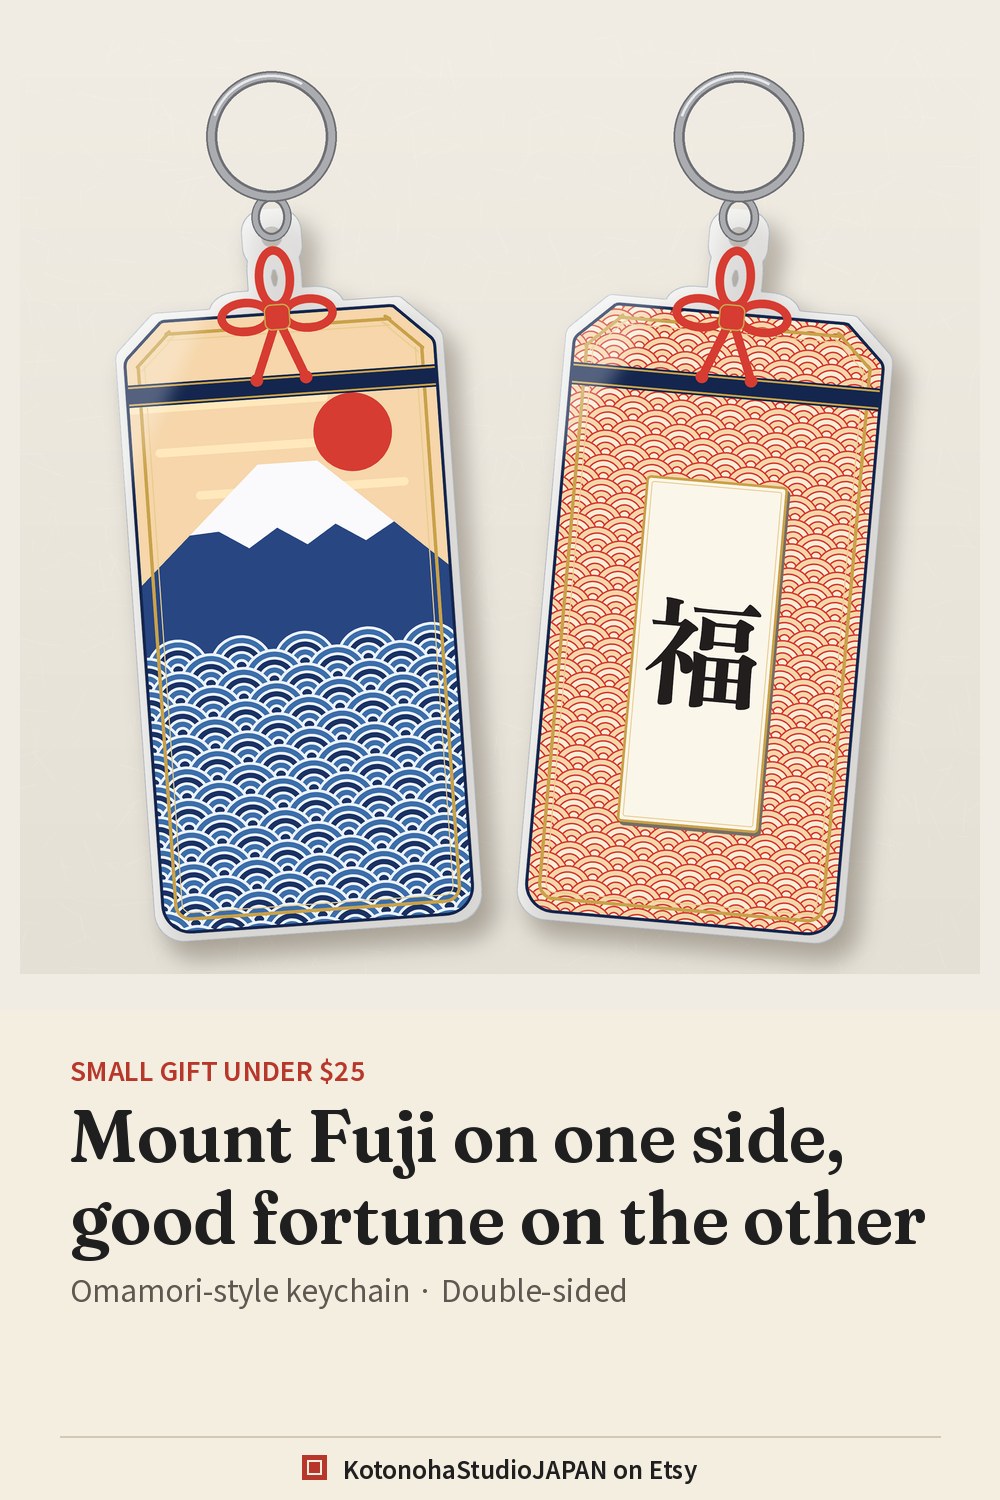 福
SMALL GIFT UNDER $25
Mount Fuji on one side,
good fortune on the other
Omamori-style keychain · Double-sided
KotonohaStudioJAPAN on Etsy